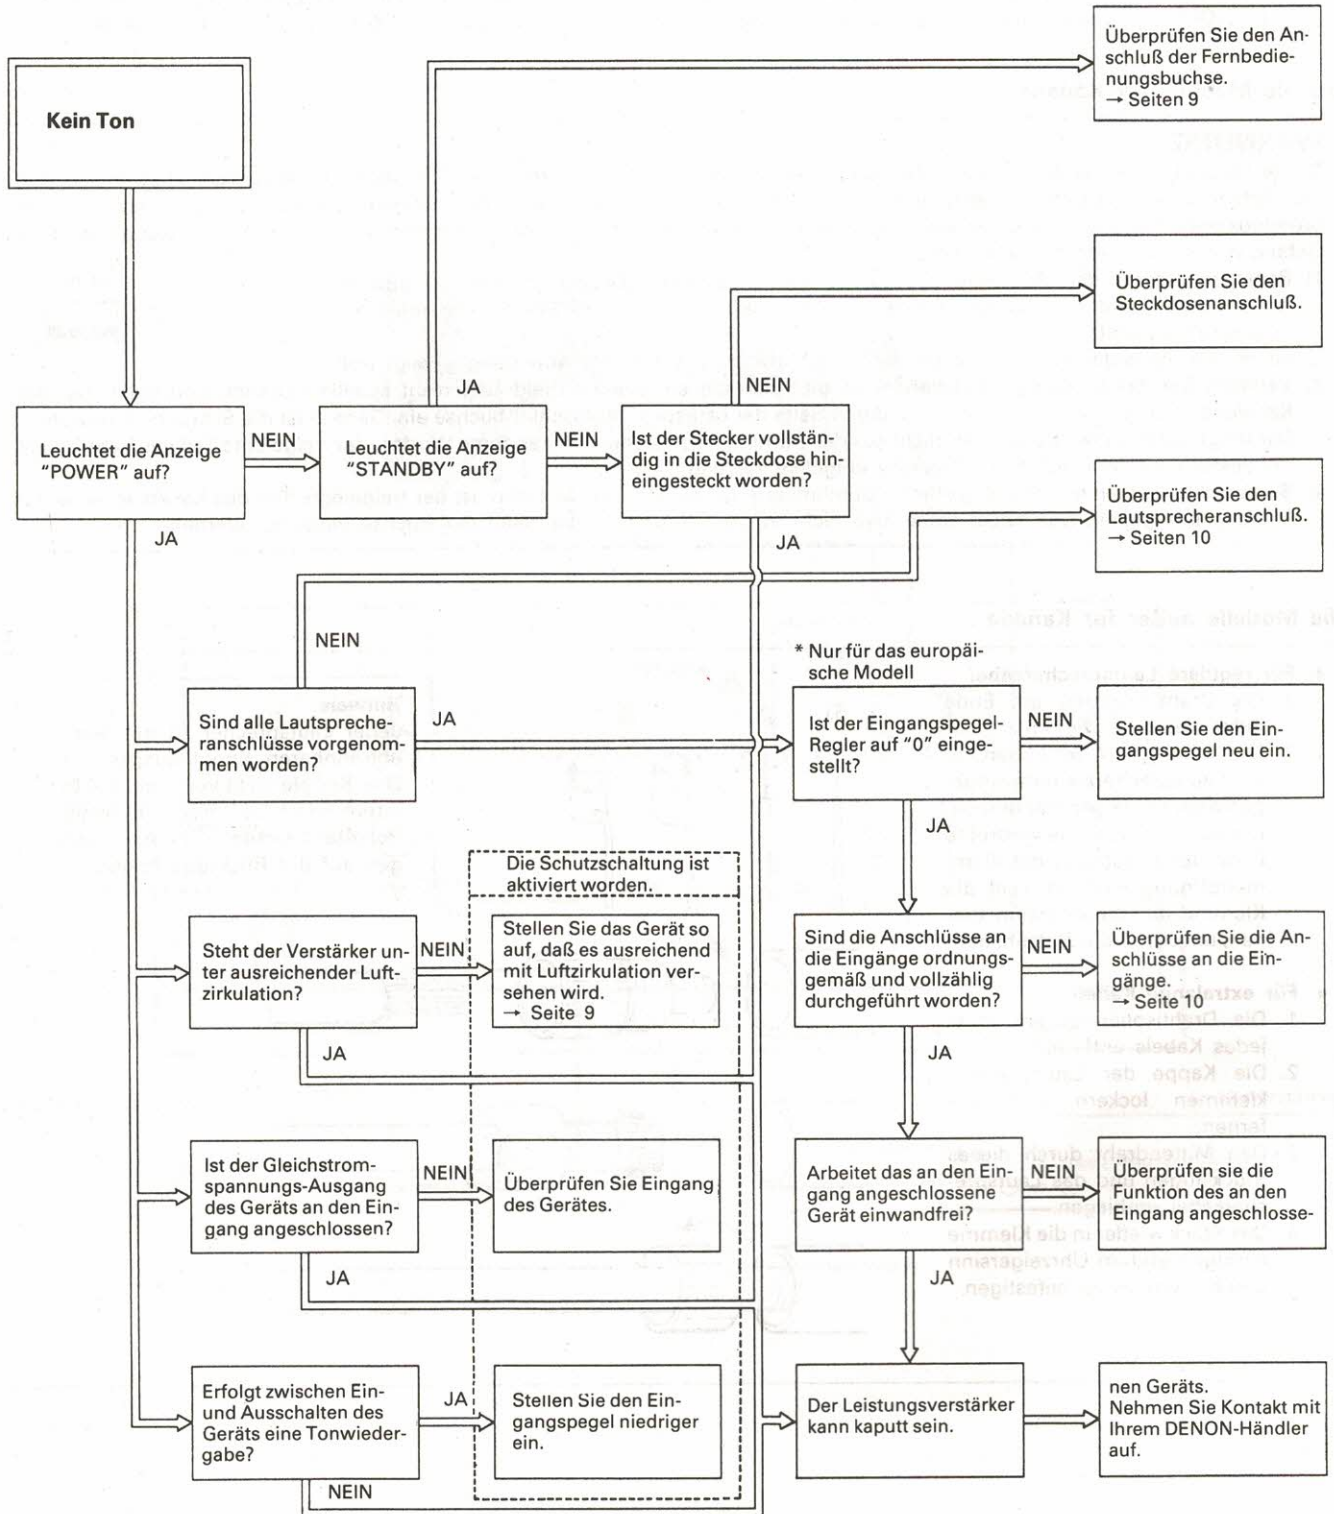 Überprüfen Sie den An-
schluß der Fernbedie-
nungsbuchse.
→ Seiten 9
Kein Ton
Überprüfen Sie den
Steckdosenanschluß.
JA
NEIN
Leuchtet die Anzeige
"POWER" auf?
NEIN
Leuchtet die Anzeige
"STANDBY" auf?
NEIN
Ist der Stecker vollstän-
dig in die Steckdose hin-
eingesteckt worden?
Überprüfen Sie den
Lautsprecheranschluß.
→ Seiten 10
JA
JA
NEIN
* Nur für das europäi-
sche Modell
Sind alle Lautspreche-
ranschlüsse vorgenom-
men worden?
JA
Ist der Eingangspegel-
Regler auf "0" einge-
stellt?
NEIN
Stellen Sie den Ein-
gangspegel neu ein.
JA
Die Schutzschaltung ist
aktiviert worden.
Steht der Verstärker un-
ter ausreichender Luft-
zirkulation?
NEIN
Stellen Sie das Gerät so
auf, daß es ausreichend
mit Luftzirkulation ver-
sehen wird.
→ Seite 9
Sind die Anschlüsse an
die Eingänge ordnungs-
gemäß und vollzählig
durchgeführt worden?
NEIN
Überprüfen Sie die An-
schlüsse an die Ein-
gänge.
→ Seite 10
JA
JA
Ist der Gleichstrom-
spannungs-Ausgang
des Geräts an den Ein-
gang angeschlossen?
NEIN
Überprüfen Sie Eingang
des Gerätes.
Arbeitet das an den Ein-
gang angeschlossene
Gerät einwandfrei?
NEIN
Überprüfen sie die
Funktion des an den
Eingang angeschlosse-
JA
JA
Erfolgt zwischen Ein-
und Ausschalten des
Geräts eine Tonwieder-
gabe?
JA
Stellen Sie den Ein-
gangspegel niedriger
ein.
Der Leistungsverstärker
kann kaputt sein.
nen Geräts.
Nehmen Sie Kontakt mit
Ihrem DENON-Händler
auf.
NEIN